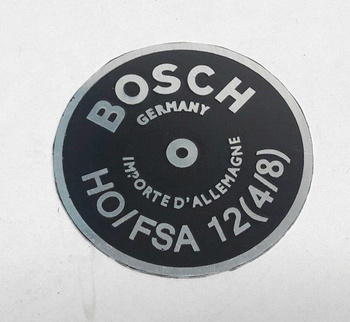 BOSCH
GERMANY
IMPORTE D'ALLEMAGNE
HO/FSA 12(4/8)